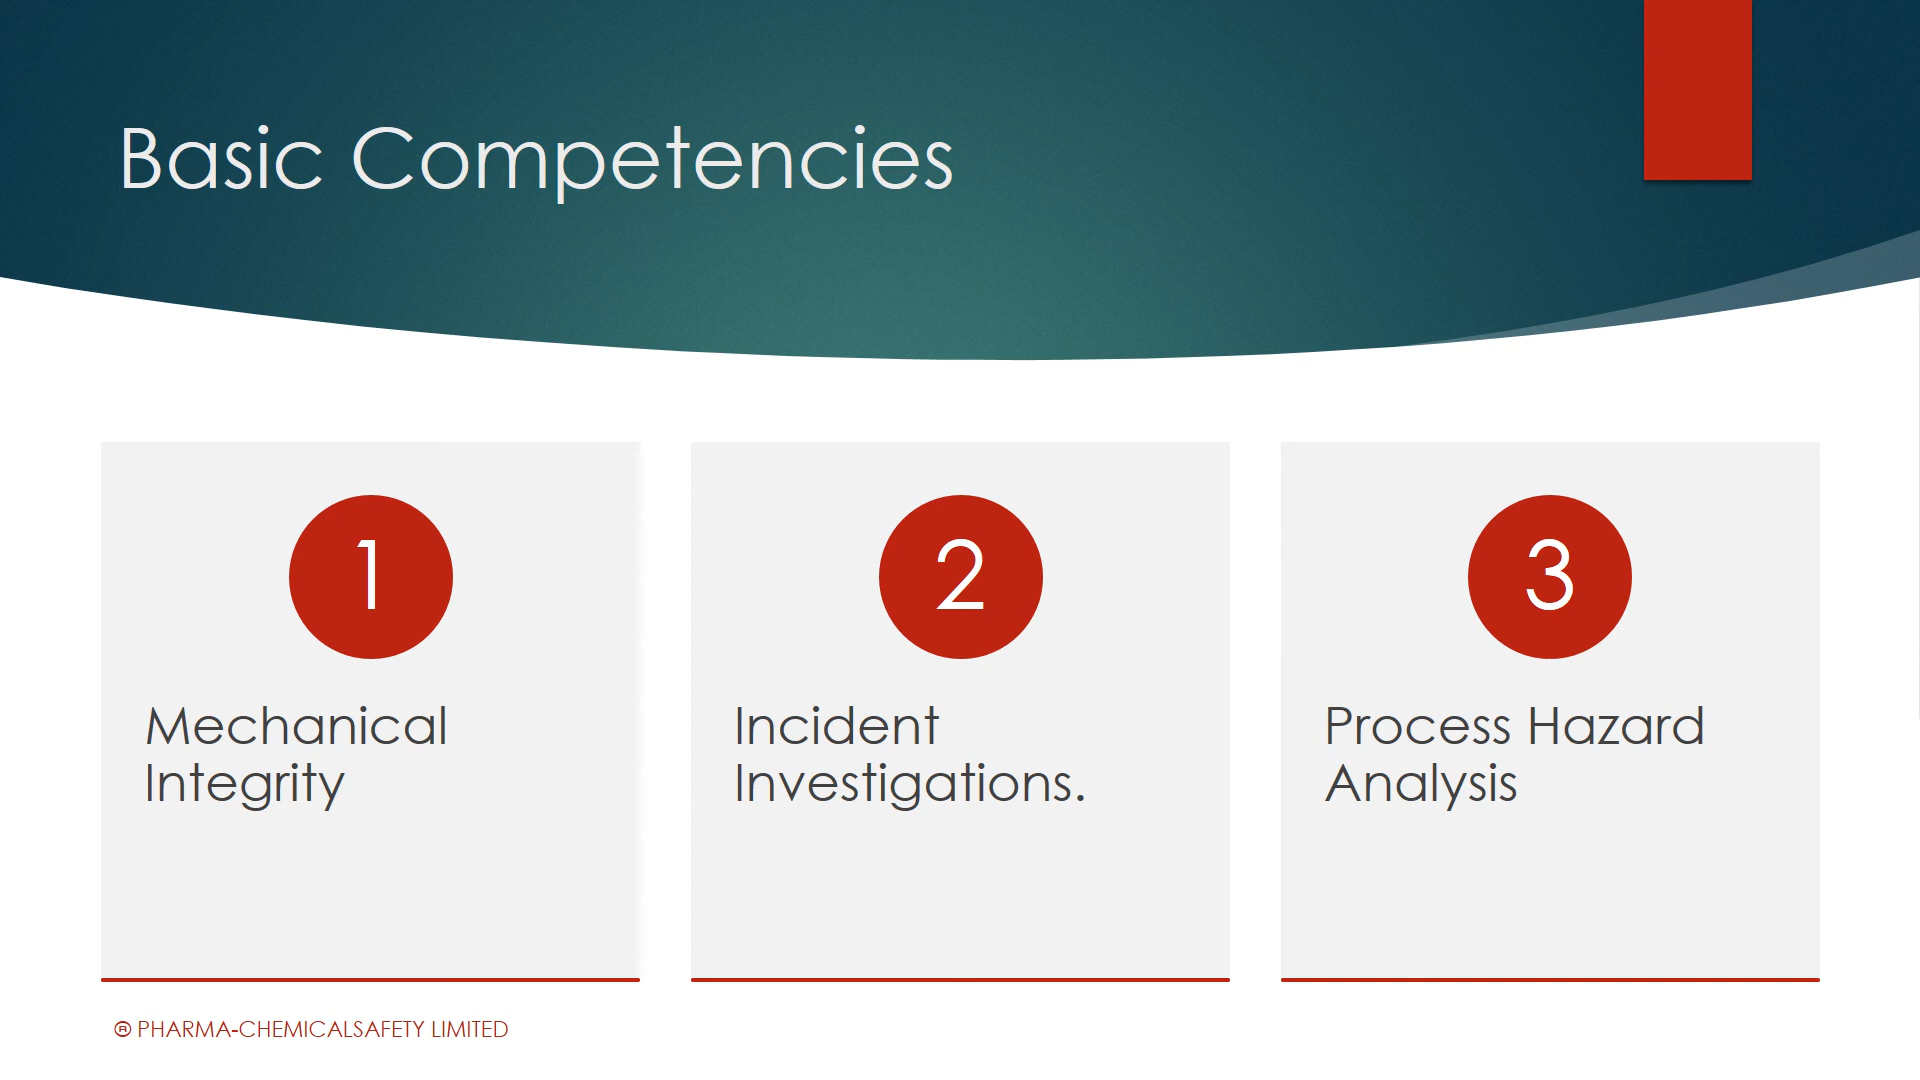 Basic Competencies
1
Mechanical
Integrity
2
Incident
Investigations.
3
Process Hazard
Analysis
® PHARMA-CHEMICALSAFETY LIMITED